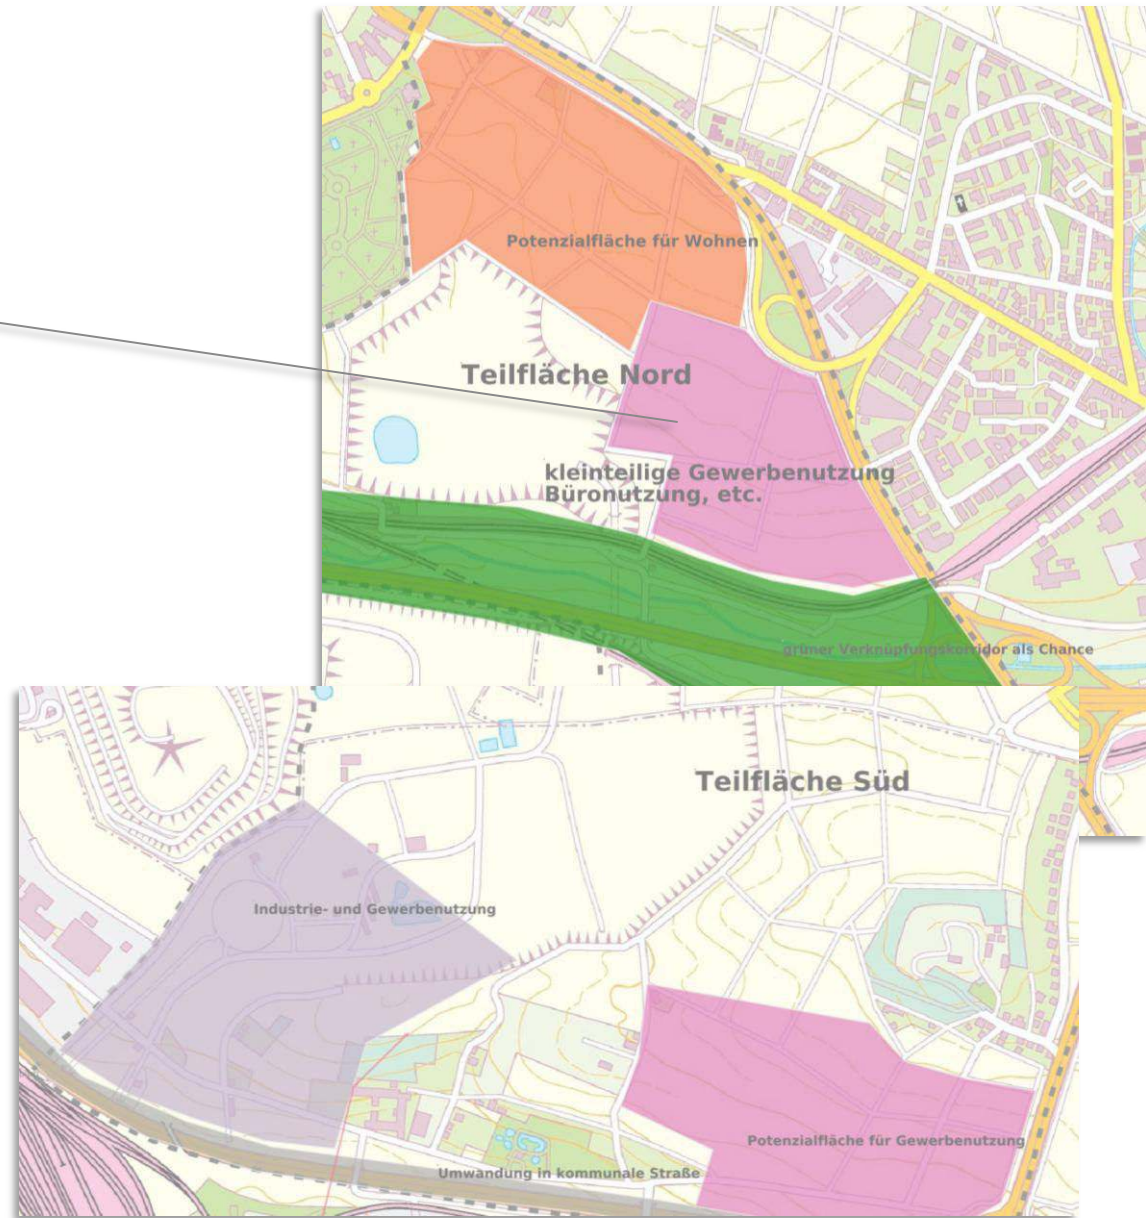 Potenzialfläche für Wohnen
Teilfläche Nord
kleinteilige Gewerbenutzung
Büronutzung, etc.
grüner Verknüpfungskorridor als Chance
Teilfläche Süd
Industrie- und Gewerbenutzung
Potenzialfläche für Gewerbenutzung
Umwandung in kommunale Straße